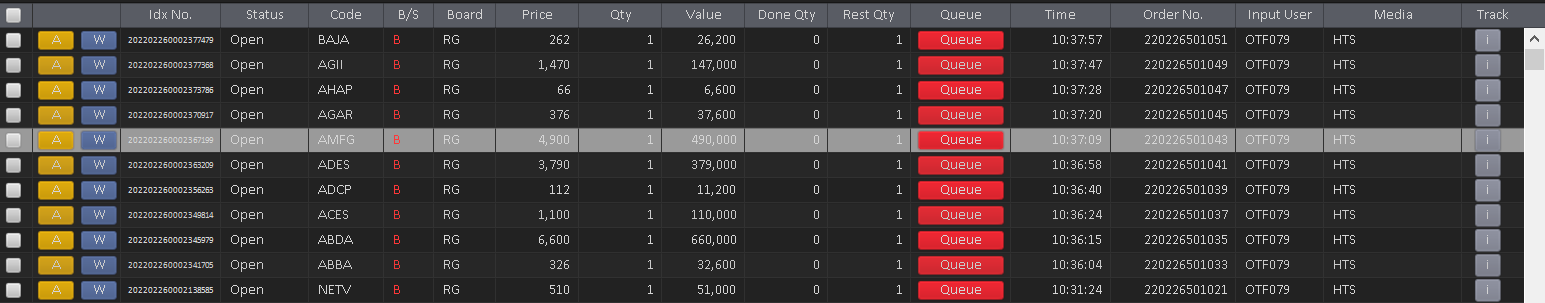 Idx No. Status Code B/S Board Price Qty Value Done Qty Rest Qty Queue Time Order No. Input User Media Track
A W 202202260002377479 Open BAJA B RG 262 1 26,200 0 1 Queue 10:37:57 220226501051 OTF079 HTS i
A W 202202260002377368 Open AGII B RG 1,470 1 147,000 0 1 Queue 10:37:47 220226501049 OTF079 HTS i
A W 202202260002373786 Open AHAP B RG 66 1 6,600 0 1 Queue 10:37:28 220226501047 OTF079 HTS i
A W 202202260002370917 Open AGAR B RG 376 1 37,600 0 1 Queue 10:37:20 220226501045 OTF079 HTS i
A W 202202260002367199 Open AMFG B RG 4,900 1 490,000 0 1 Queue 10:37:09 220226501043 OTF079 HTS i
A W 202202260002363209 Open ADES B RG 3,790 1 379,000 0 1 Queue 10:36:58 220226501041 OTF079 HTS i
A W 202202260002356263 Open ADCP B RG 112 1 11,200 0 1 Queue 10:36:40 220226501039 OTF079 HTS i
A W 202202260002349814 Open ACES B RG 1,100 1 110,000 0 1 Queue 10:36:24 220226501037 OTF079 HTS i
A W 202202260002345979 Open ABDA B RG 6,600 1 660,000 0 1 Queue 10:36:15 220226501035 OTF079 HTS i
A W 202202260002341705 Open ABBA B RG 326 1 32,600 0 1 Queue 10:36:04 220226501033 OTF079 HTS i
A W 202202260002138585 Open NETV B RG 510 1 51,000 0 1 Queue 10:31:24 220226501021 OTF079 HTS i